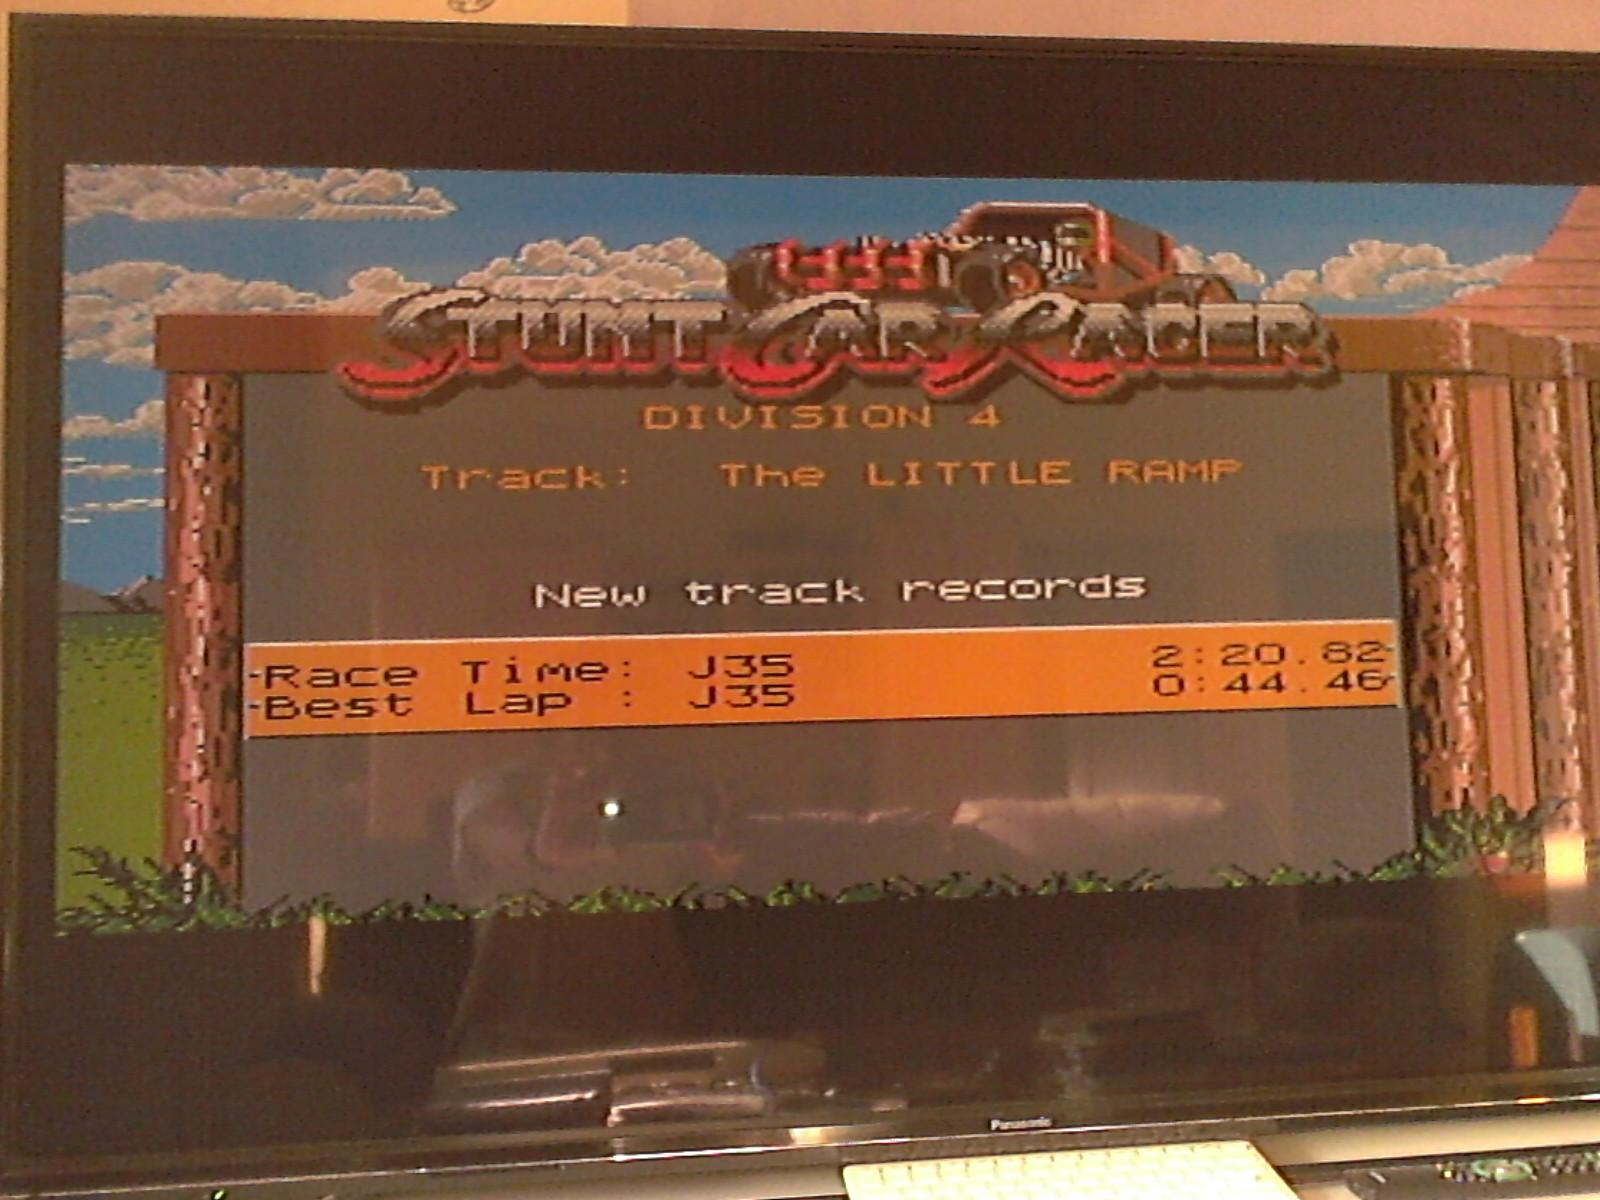 STUNT CAR RACER
DIVISION 4
Track: The LITTLE RAMP
New track records
-Race Time: J35 2:20.82
-Best Lap : J35 0:44.46
Panasonic